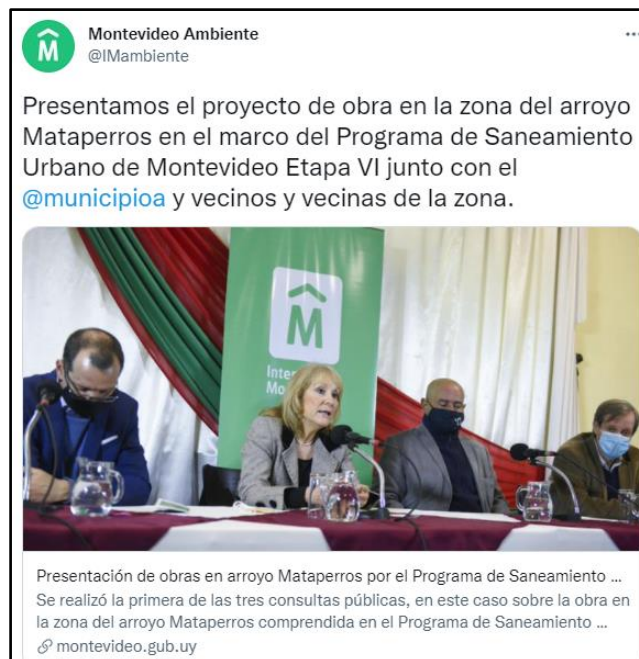 Montevideo Ambiente
@IMambiente
Presentamos el proyecto de obra en la zona del arroyo
Mataperros en el marco del Programa de Saneamiento
Urbano de Montevideo Etapa VI junto con el
@municipioa y vecinos y vecinas de la zona.
M
Inte
Mo
Presentación de obras en arroyo Mataperros por el Programa de Saneamiento ...
Se realizó la primera de las tres consultas públicas, en este caso sobre la obra en
la zona del arroyo Mataperros comprendida en el Programa de Saneamiento ...
montevideo.gub.uy